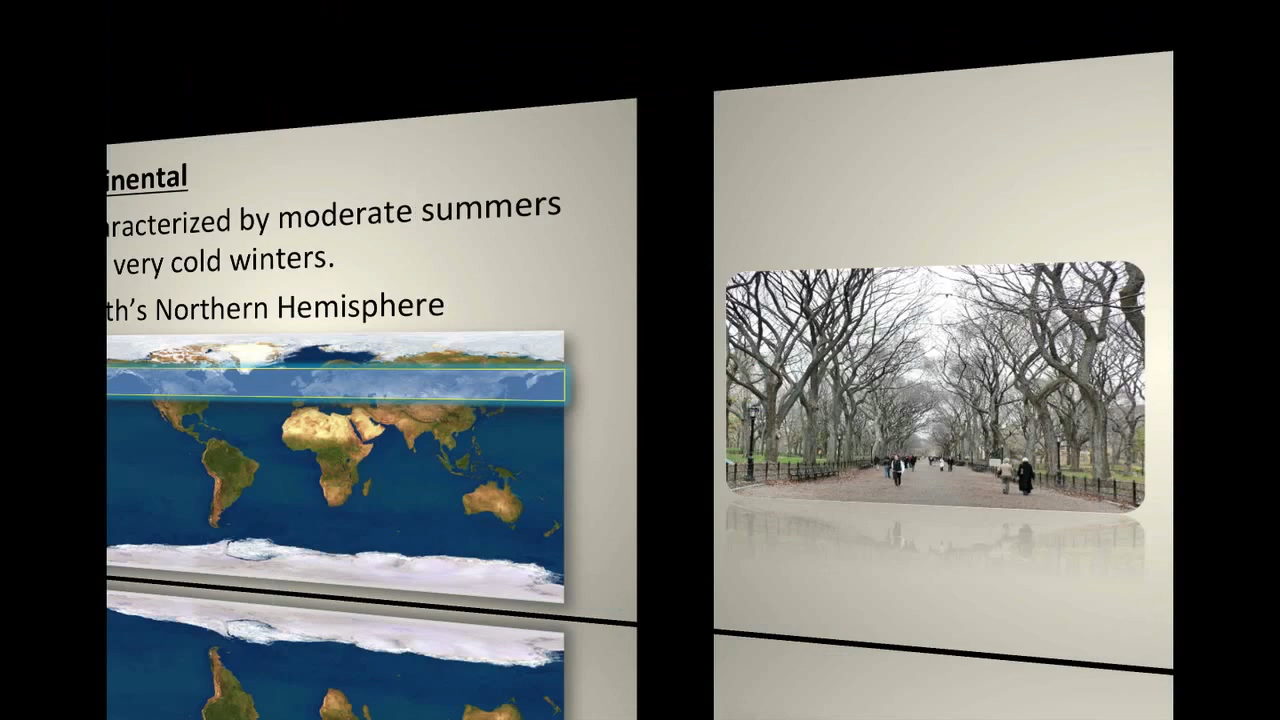 inental
aracterized by moderate summers
very cold winters.
th's Northern Hemisphere